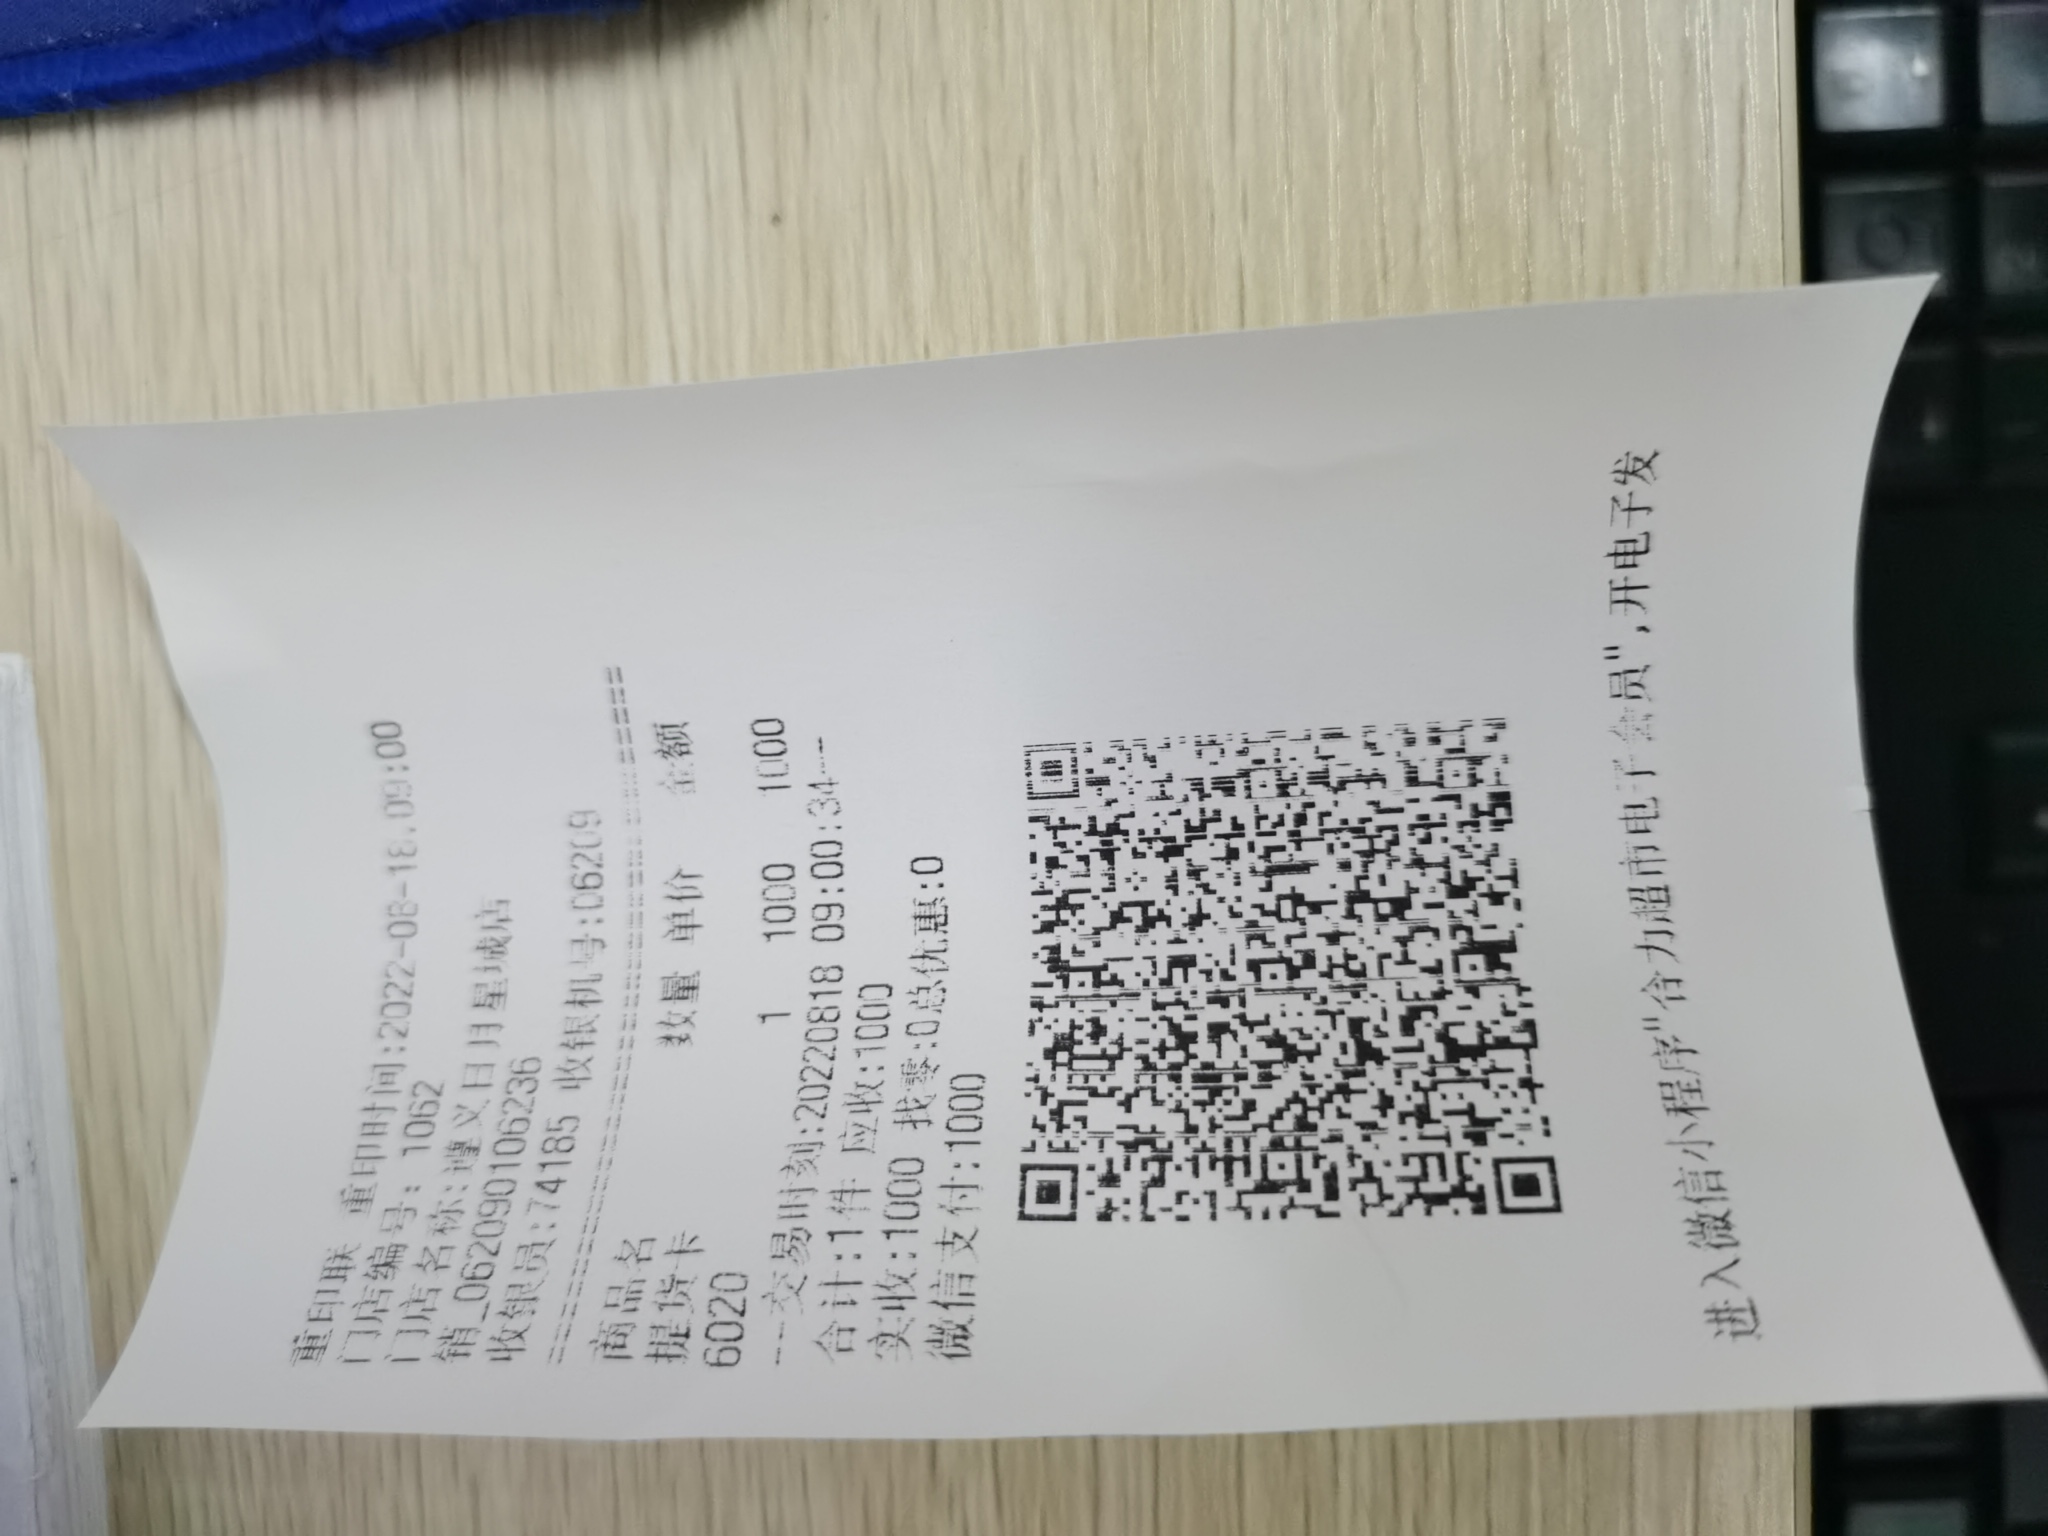 重印联 重印时间:2022-08-18.09:00
门店编号: 1062
门店名称:遵义日月星城店
销_06209010106236
收银员:74185 收银机号:06209
商品名 数量 单价 金额
提货卡
6020 1 1000 1000
---交易时刻:20220818 09:00:34---
合计:1件 应收:1000
实收:1000 找零:0总优惠:0
微信支付:1000
进入微信小程序"合力超市电子会员",开电子发